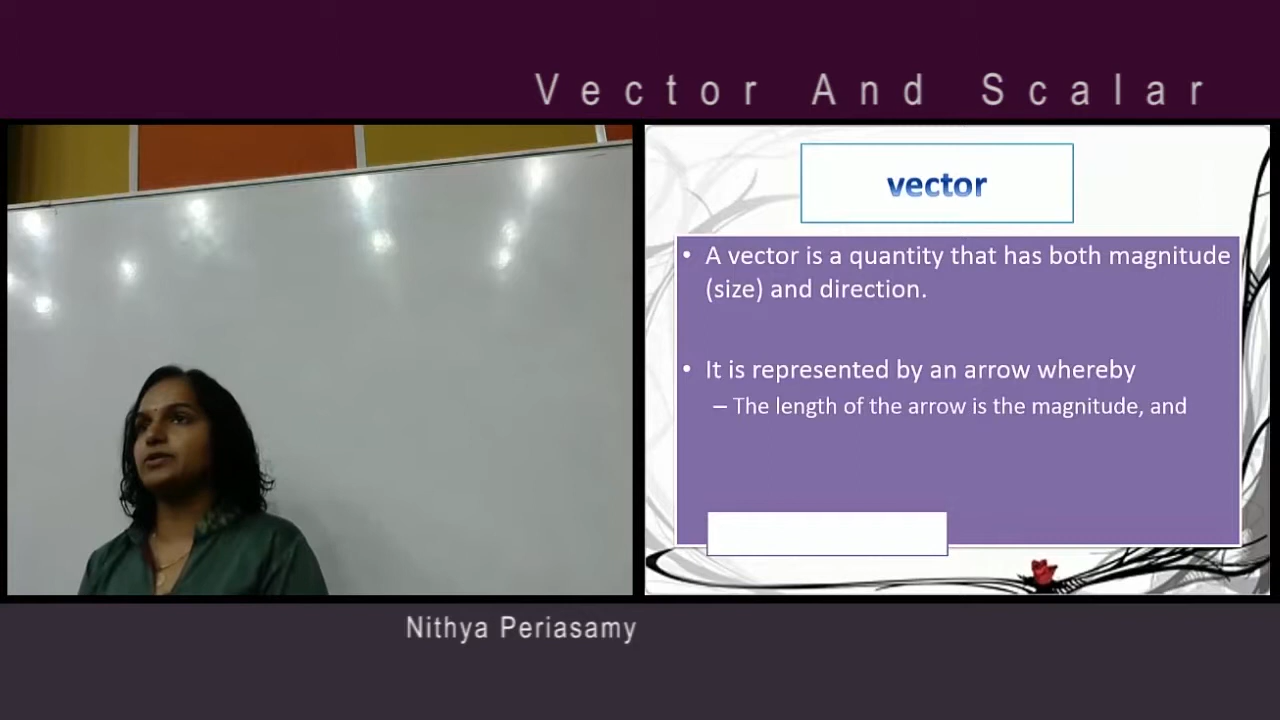 Vector And Scalar
vector
• A vector is a quantity that has both magnitude
(size) and direction.
• It is represented by an arrow whereby
– The length of the arrow is the magnitude, and
Nithya Periasamy